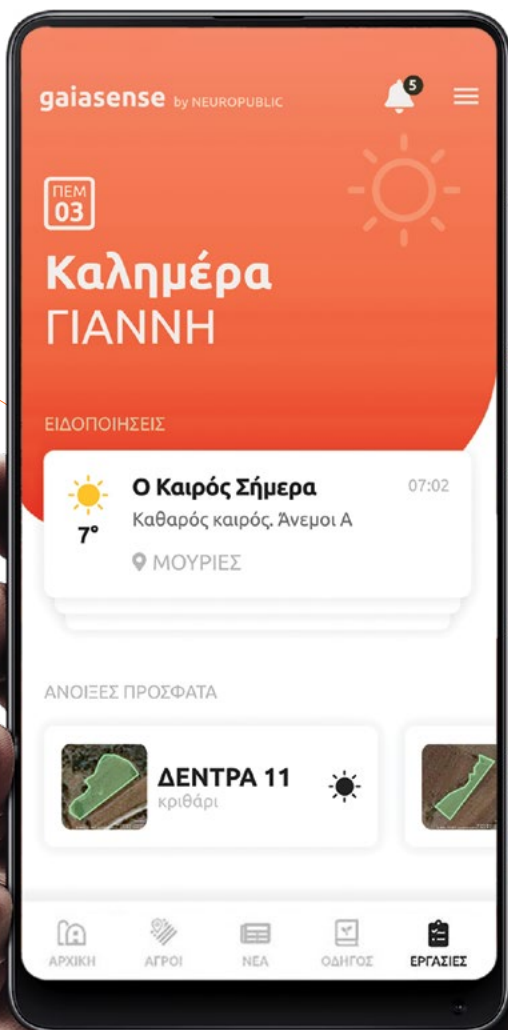 gaiasense by NEUROPUBLIC
5
ΠΕΜ
03
Καλημέρα
ΓΙΑΝΝΗ
ΕΙΔΟΠΟΙΗΣΕΙΣ
Ο Καιρός Σήμερα 07:02
7° Καθαρός καιρός. Άνεμοι Α
ΜΟΥΡΙΕΣ
ΑΝΟΙΞΕΣ ΠΡΟΣΦΑΤΑ
ΔΕΝΤΡΑ 11
κριθάρι
ΑΡΧΙΚΗ ΑΓΡΟΙ ΝΕΑ ΟΔΗΓΟΣ ΕΡΓΑΣΙΕΣ